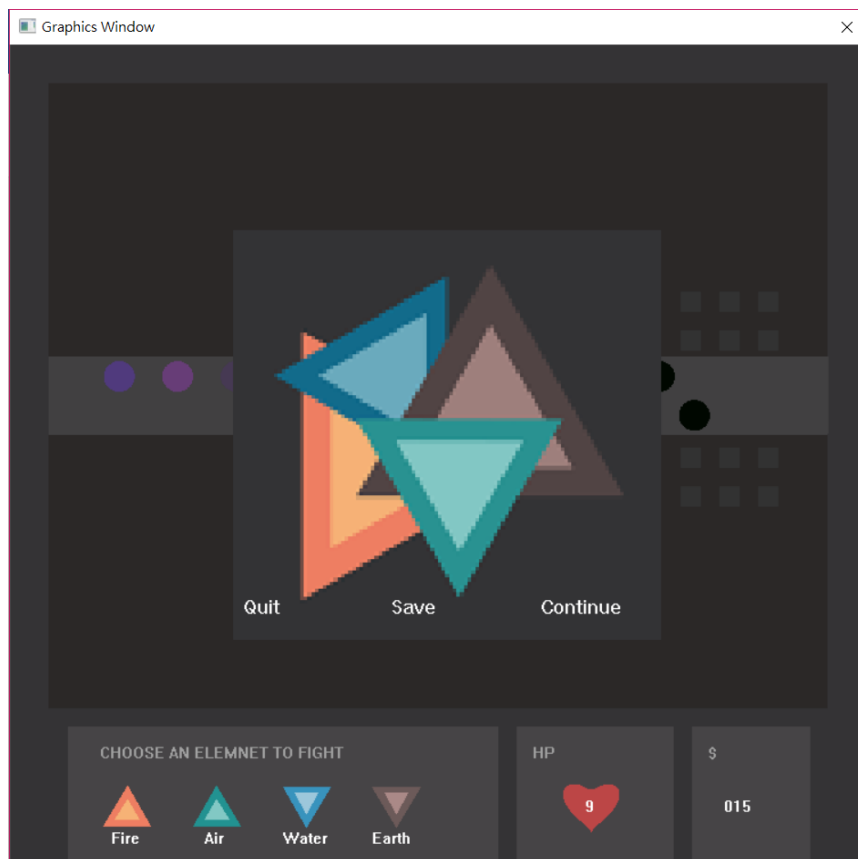 Graphics Window
Quit Save Continue
CHOOSE AN ELEMNET TO FIGHT
HP
$
Fire Air Water Earth
9
015